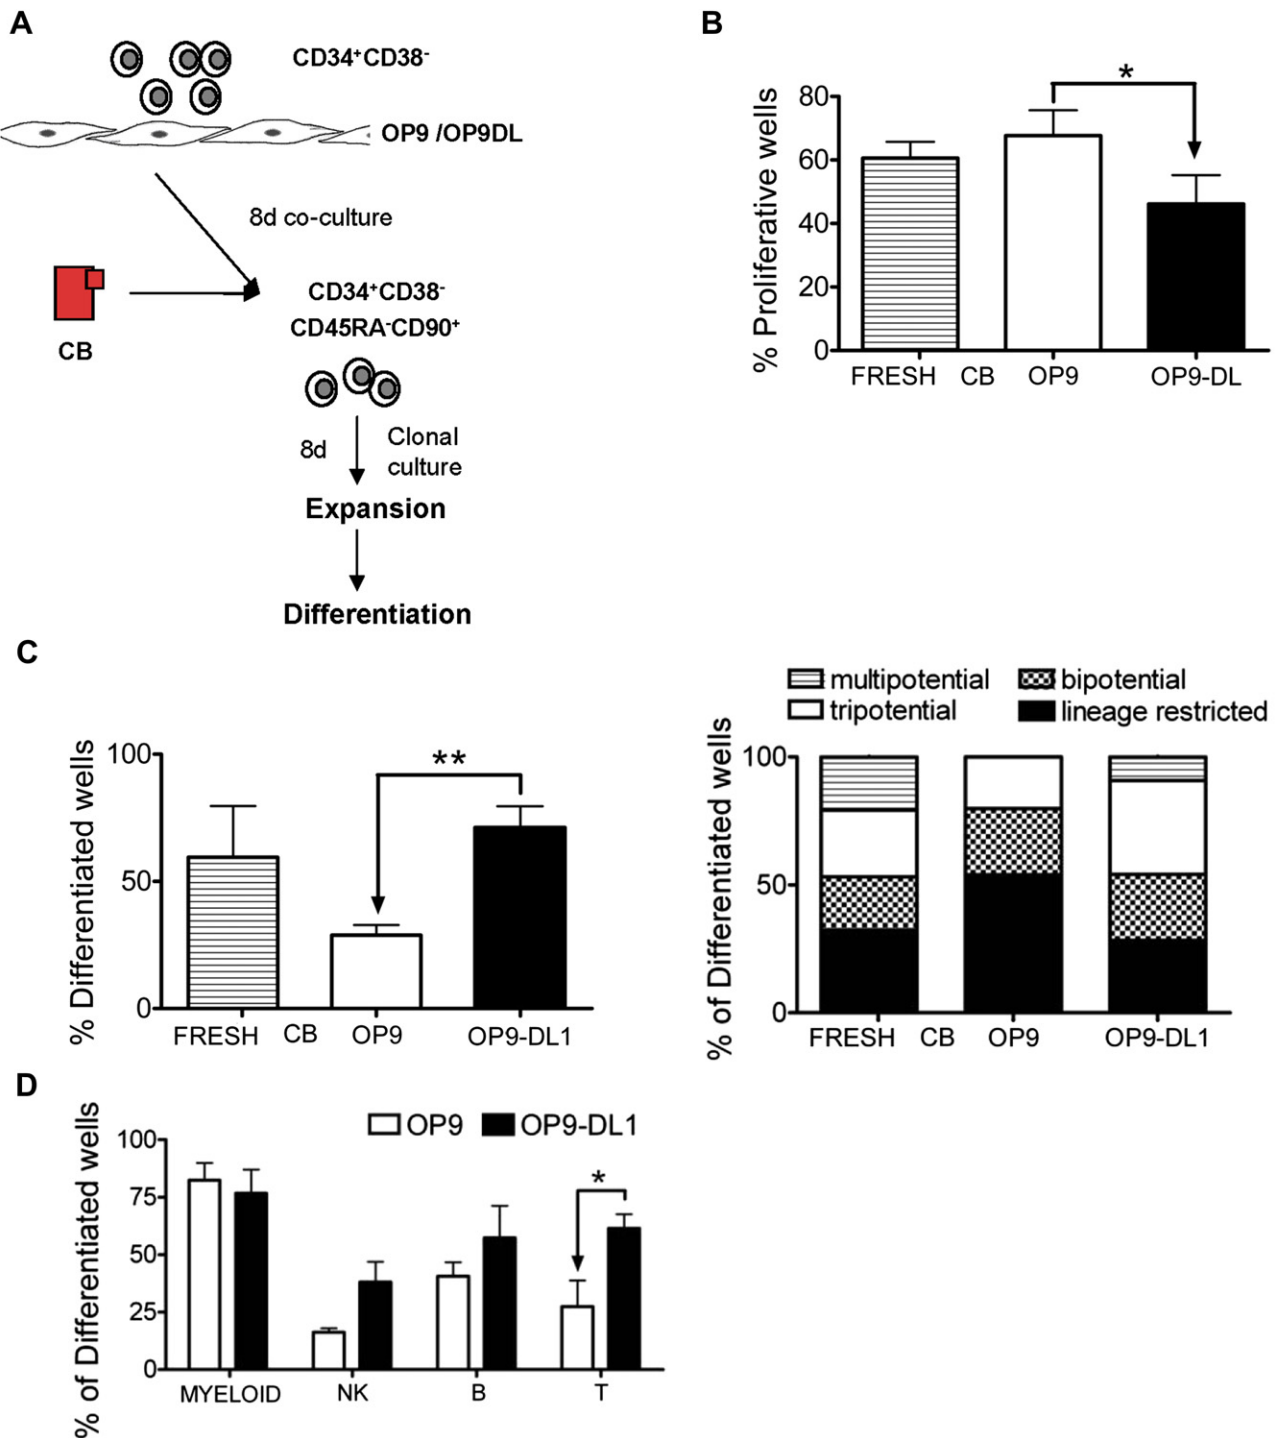 A
CD34⁺CD38⁻
OP9 /OP9DL
8d co-culture
CB
CD34⁺CD38⁻
CD45RA⁻CD90⁺
8d
Clonal
culture
Expansion
Differentiation
B
% Proliferative wells
80
60
40
20
0
*
FRESH CB OP9 OP9-DL
C
% Differentiated wells
100
50
0
**
FRESH CB OP9 OP9-DL1
multipotential bipotential
tripotential lineage restricted
% of Differentiated wells
100
50
0
FRESH CB OP9 OP9-DL1
D
% of Differentiated wells
OP9 OP9-DL1
100
75
50
25
0
*
MYELOID NK B T